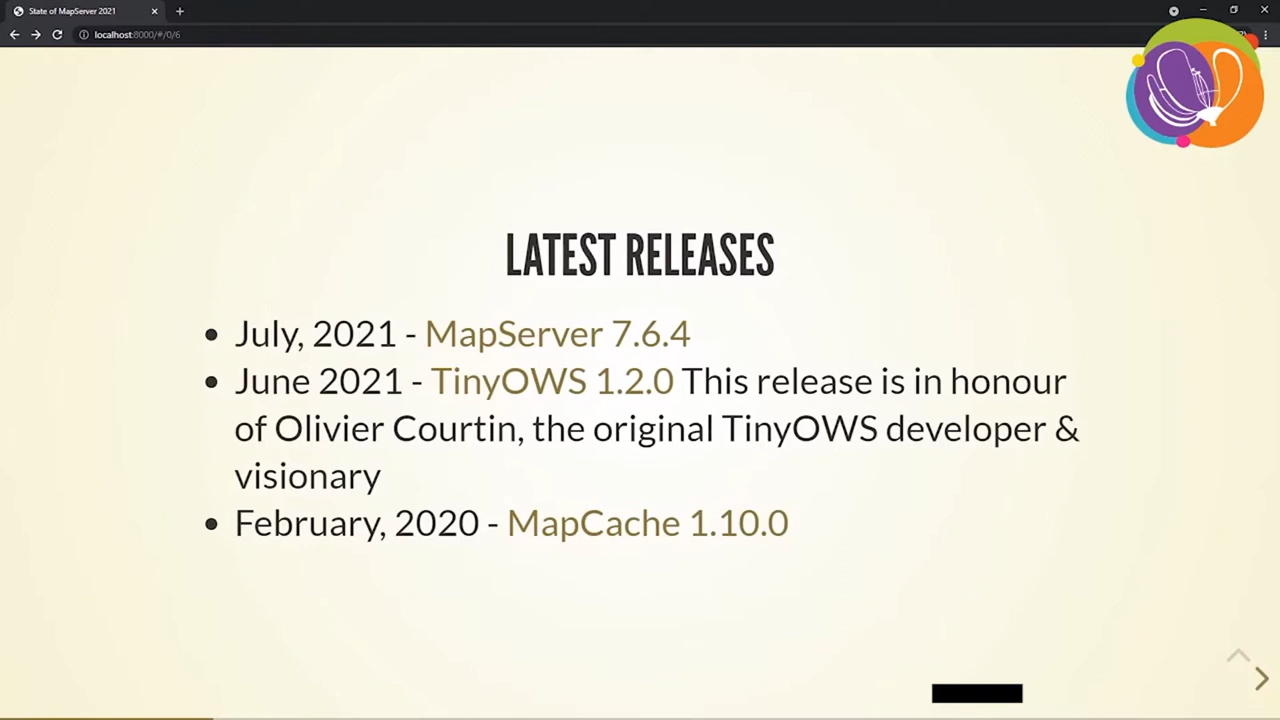 State of MapServer 2021
localhost:8000/#/0/6
LATEST RELEASES
July, 2021 - MapServer 7.6.4
June 2021 - TinyOWS 1.2.0 This release is in honour
of Olivier Courtin, the original TinyOWS developer &
visionary
February, 2020 - MapCache 1.10.0